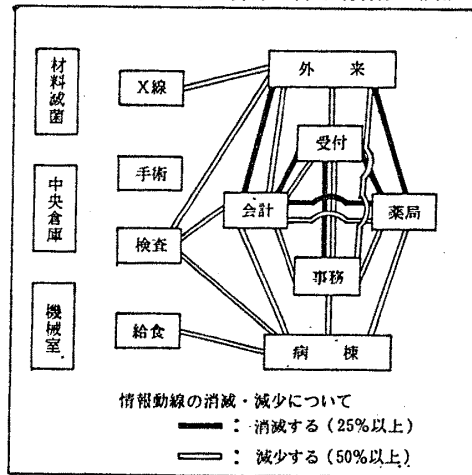 材料滅菌
中央倉庫
機械室
X線
手術
検査
給食
外来
受付
会計
薬局
事務
病棟
情報動線の消滅・減少について
：消滅する（25%以上）
：減少する（50%以上）